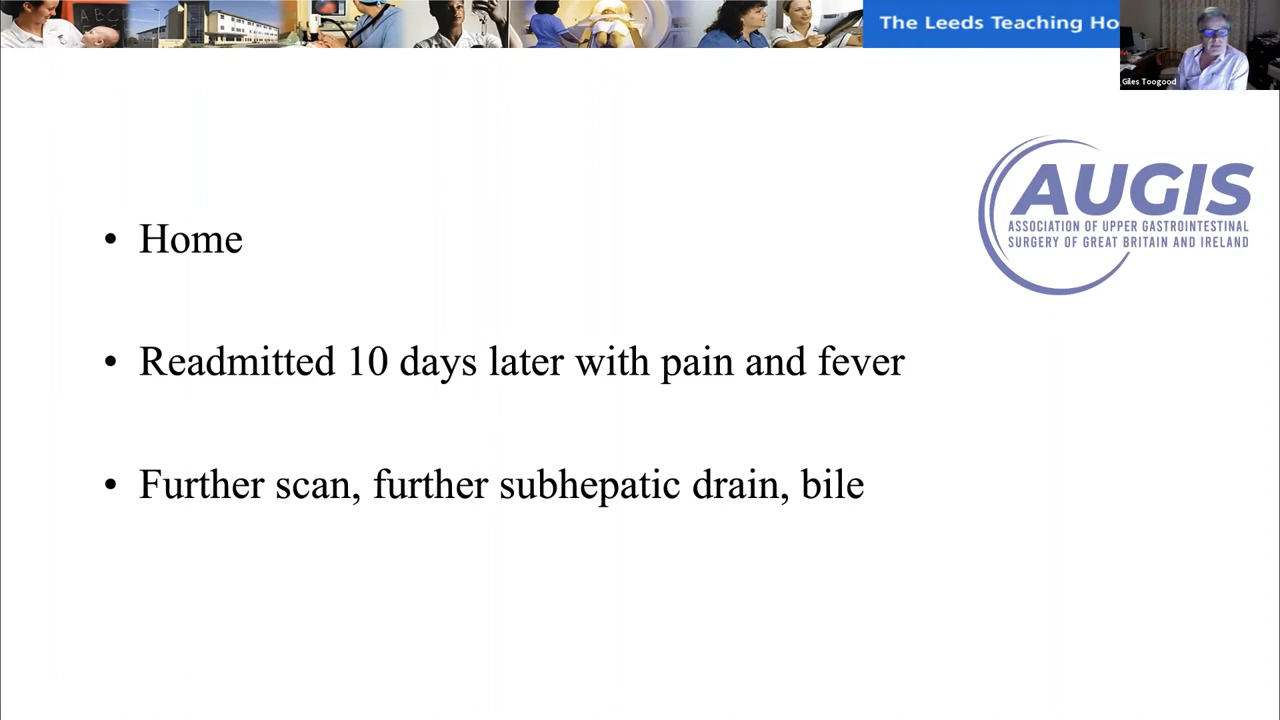 The Leeds Teaching Ho
Giles Toogood
AUGIS
ASSOCIATION OF UPPER GASTROINTESTINAL
SURGERY OF GREAT BRITAIN AND IRELAND
• Home
• Readmitted 10 days later with pain and fever
• Further scan, further subhepatic drain, bile